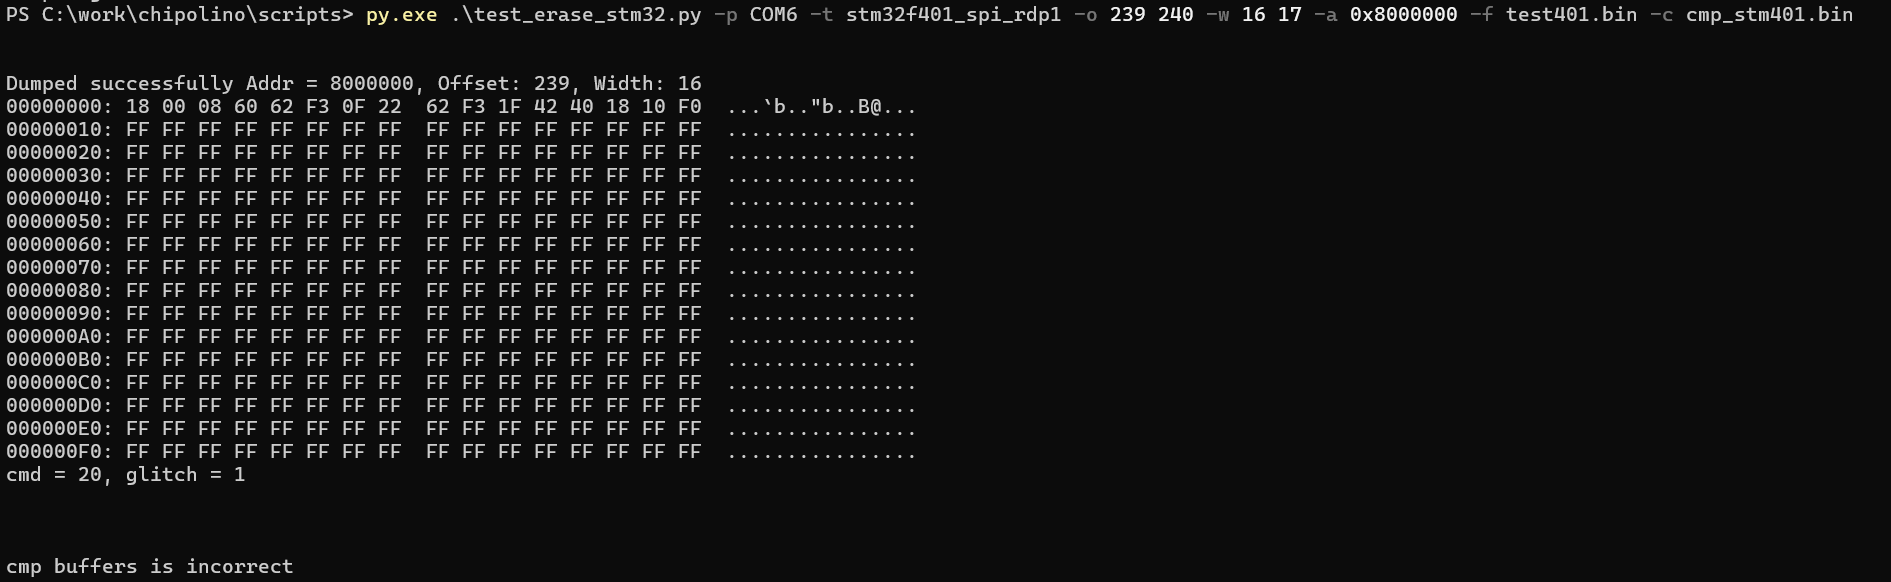 PS C:\work\chipolino\scripts> py.exe .\test_erase_stm32.py -p COM6 -t stm32f401_spi_rdp1 -o 239 240 -w 16 17 -a 0x8000000 -f test401.bin -c cmp_stm401.bin
Dumped successfully Addr = 8000000, Offset: 239, Width: 16
00000000: 18 00 08 60 62 F3 0F 22  62 F3 1F 42 40 18 10 F0  ...`b.."b..B@...
00000010: FF FF FF FF FF FF FF FF  FF FF FF FF FF FF FF FF  ................
00000020: FF FF FF FF FF FF FF FF  FF FF FF FF FF FF FF FF  ................
00000030: FF FF FF FF FF FF FF FF  FF FF FF FF FF FF FF FF  ................
00000040: FF FF FF FF FF FF FF FF  FF FF FF FF FF FF FF FF  ................
00000050: FF FF FF FF FF FF FF FF  FF FF FF FF FF FF FF FF  ................
00000060: FF FF FF FF FF FF FF FF  FF FF FF FF FF FF FF FF  ................
00000070: FF FF FF FF FF FF FF FF  FF FF FF FF FF FF FF FF  ................
00000080: FF FF FF FF FF FF FF FF  FF FF FF FF FF FF FF FF  ................
00000090: FF FF FF FF FF FF FF FF  FF FF FF FF FF FF FF FF  ................
000000A0: FF FF FF FF FF FF FF FF  FF FF FF FF FF FF FF FF  ................
000000B0: FF FF FF FF FF FF FF FF  FF FF FF FF FF FF FF FF  ................
000000C0: FF FF FF FF FF FF FF FF  FF FF FF FF FF FF FF FF  ................
000000D0: FF FF FF FF FF FF FF FF  FF FF FF FF FF FF FF FF  ................
000000E0: FF FF FF FF FF FF FF FF  FF FF FF FF FF FF FF FF  ................
000000F0: FF FF FF FF FF FF FF FF  FF FF FF FF FF FF FF FF  ................
cmd = 20, glitch = 1
cmp buffers is incorrect